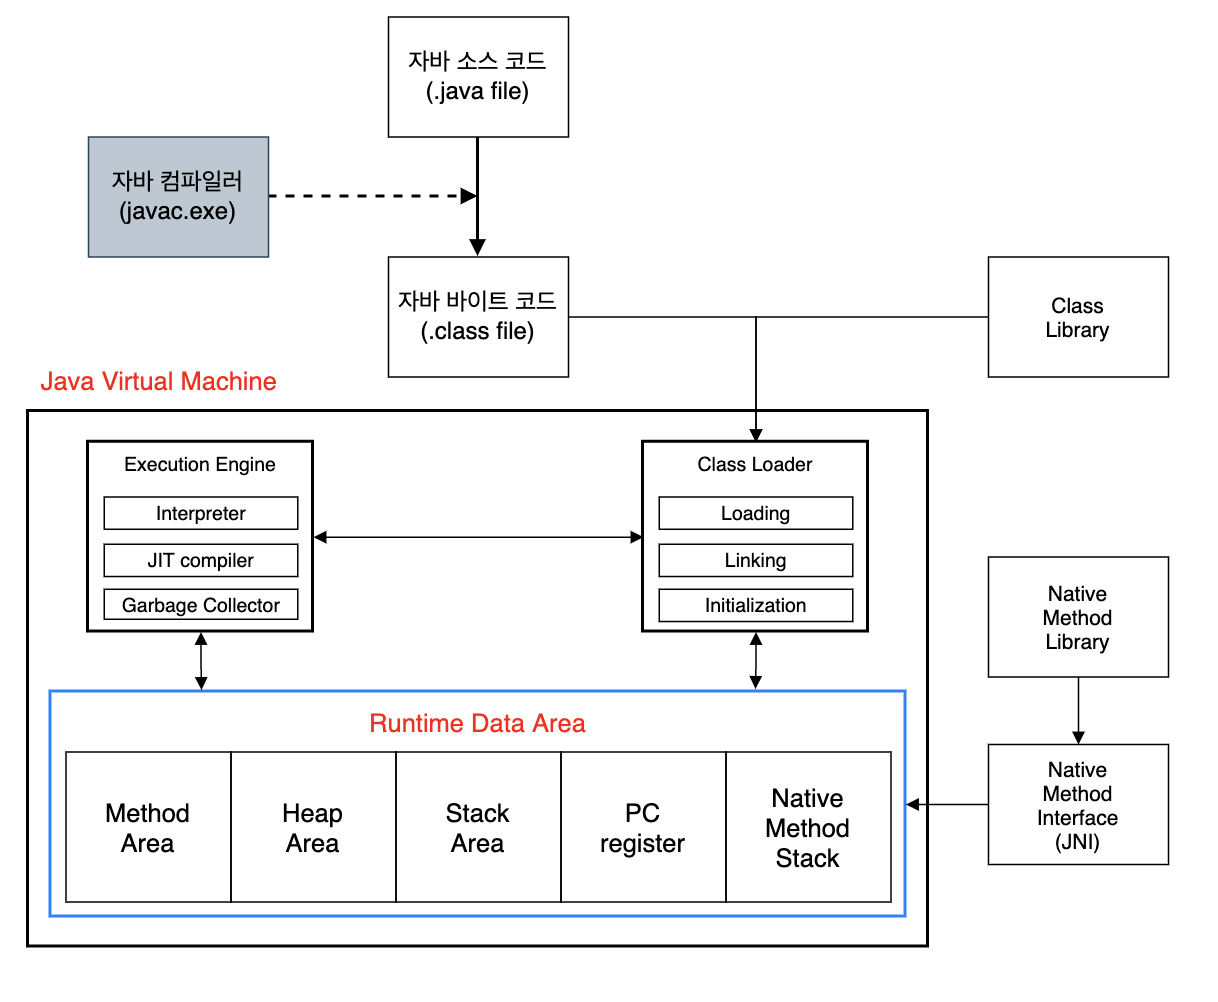 자바 소스 코드
(.java file)
자바 컴파일러
(javac.exe)
자바 바이트 코드
(.class file)
Class
Library
Java Virtual Machine
Execution Engine
Interpreter
JIT compiler
Garbage Collector
Class Loader
Loading
Linking
Initialization
Native
Method
Library
Runtime Data Area
Method
Area
Heap
Area
Stack
Area
PC
register
Native
Method
Stack
Native
Method
Interface
(JNI)